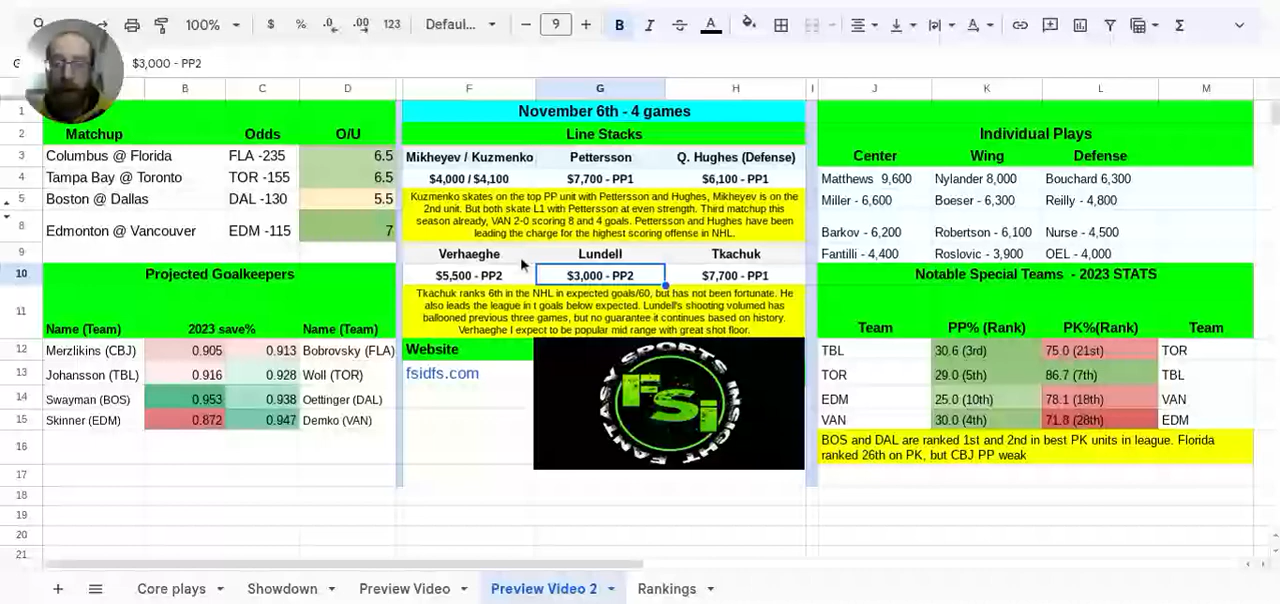 100%
$ % .0 .00 123
Defaul...
9
B I A
$3,000 - PP2
B C D F G H I J K L M
1 November 6th - 4 games
2 Matchup Odds O/U Line Stacks Individual Plays
3 Columbus @ Florida FLA -235 6.5 Mikheyev / Kuzmenko Pettersson Q. Hughes (Defense) Center Wing Defense
4 Tampa Bay @ Toronto TOR -155 6.5 $4,000 / $4,100 $7,700 - PP1 $6,100 - PP1 Matthews 9,600 Nylander 8,000 Bouchard 6,300
5 Boston @ Dallas DAL -130 5.5 Miller - 6,600 Boeser - 6,300 Reilly - 4,800
Kuzmenko skates on the top PP unit with Pettersson and Hughes, Mikheyev is on the
2nd unit. But both skate L1 with Pettersson at even strength. Third matchup this
season already, VAN 2-0 scoring 8 and 4 goals. Pettersson and Hughes have been
leading the charge for the highest scoring offense in NHL.
8 Edmonton @ Vancouver EDM -115 7 Barkov - 6,200 Robertson - 6,100 Nurse - 4,500
9 Verhaeghe Lundell Tkachuk Fantilli - 4,400 Roslovic - 3,900 OEL - 4,000
10 Projected Goalkeepers $5,500 - PP2 $3,000 - PP2 $7,700 - PP1 Notable Special Teams - 2023 STATS
Tkachuk ranks 6th in the NHL in expected goals/60, but has not been fortunate. He
also leads the league in t goals below expected. Lundell's shooting volumed has
ballooned previous three games, but no guarantee it continues based on history.
Verhaeghe I expect to be popular mid range with great shot floor.
11 Name (Team) 2023 save% Name (Team) Team PP% (Rank) PK%(Rank) Team
12 Merzlikins (CBJ) 0.905 0.913 Bobrovsky (FLA) Website TBL 30.6 (3rd) 75.0 (21st) TOR
13 Johansson (TBL) 0.916 0.928 Woll (TOR) fsidfs.com TOR 29.0 (5th) 86.7 (7th) TBL
14 Swayman (BOS) 0.953 0.938 Oettinger (DAL) EDM 25.0 (10th) 78.1 (18th) VAN
15 Skinner (EDM) 0.872 0.947 Demko (VAN) VAN 30.0 (4th) 71.8 (28th) EDM
FANTASY SPORTS INSIGHT
FSi
16 BOS and DAL are ranked 1st and 2nd in best PK units in league. Florida
ranked 26th on PK, but CBJ PP weak
17
18
19
20
21
Core plays Showdown Preview Video Preview Video 2 Rankings